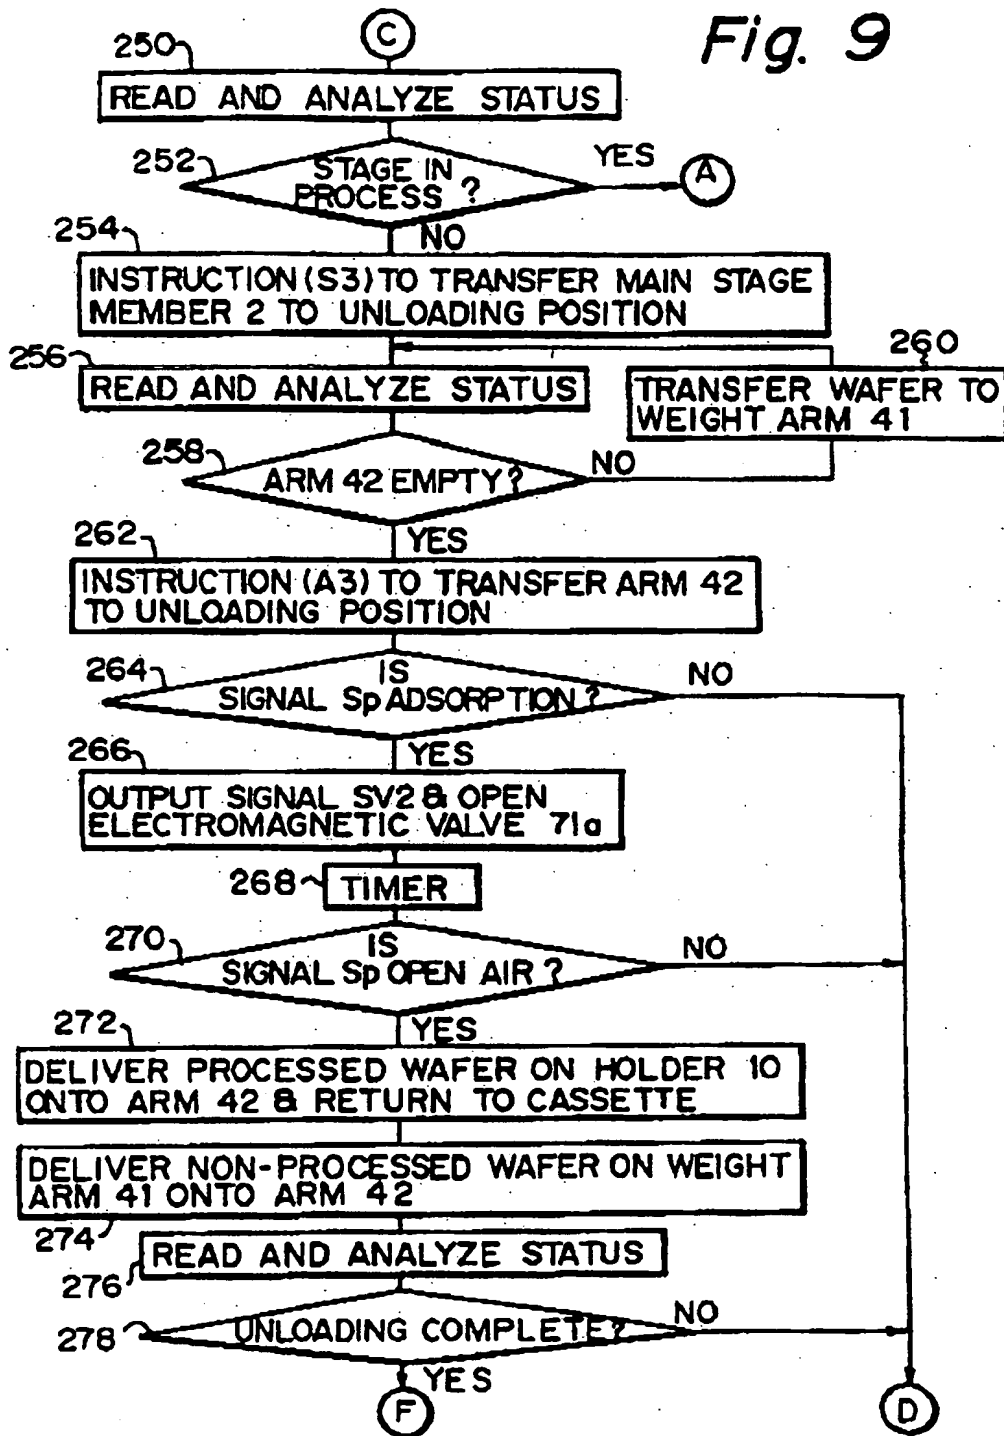 Fig. 9
C
250
READ AND ANALYZE STATUS
252
STAGE IN
PROCESS ?
YES
A
NO
254
INSTRUCTION (S3) TO TRANSFER MAIN STAGE
MEMBER 2 TO UNLOADING POSITION
256
READ AND ANALYZE STATUS
260
TRANSFER WAFER TO
WEIGHT ARM 41
258
ARM 42 EMPTY?
NO
YES
262
INSTRUCTION (A3) TO TRANSFER ARM 42
TO UNLOADING POSITION
264
IS
SIGNAL Sp ADSORPTION ?
NO
YES
266
OUTPUT SIGNAL SV2 & OPEN
ELECTROMAGNETIC VALVE 71a
268
TIMER
270
IS
SIGNAL Sp OPEN AIR ?
NO
YES
272
DELIVER PROCESSED WAFER ON HOLDER 10
ONTO ARM 42 & RETURN TO CASSETTE
DELIVER NON-PROCESSED WAFER ON WEIGHT
ARM 41 ONTO ARM 42
274
READ AND ANALYZE STATUS
276
278
UNLOADING COMPLETE?
NO
YES
F
D